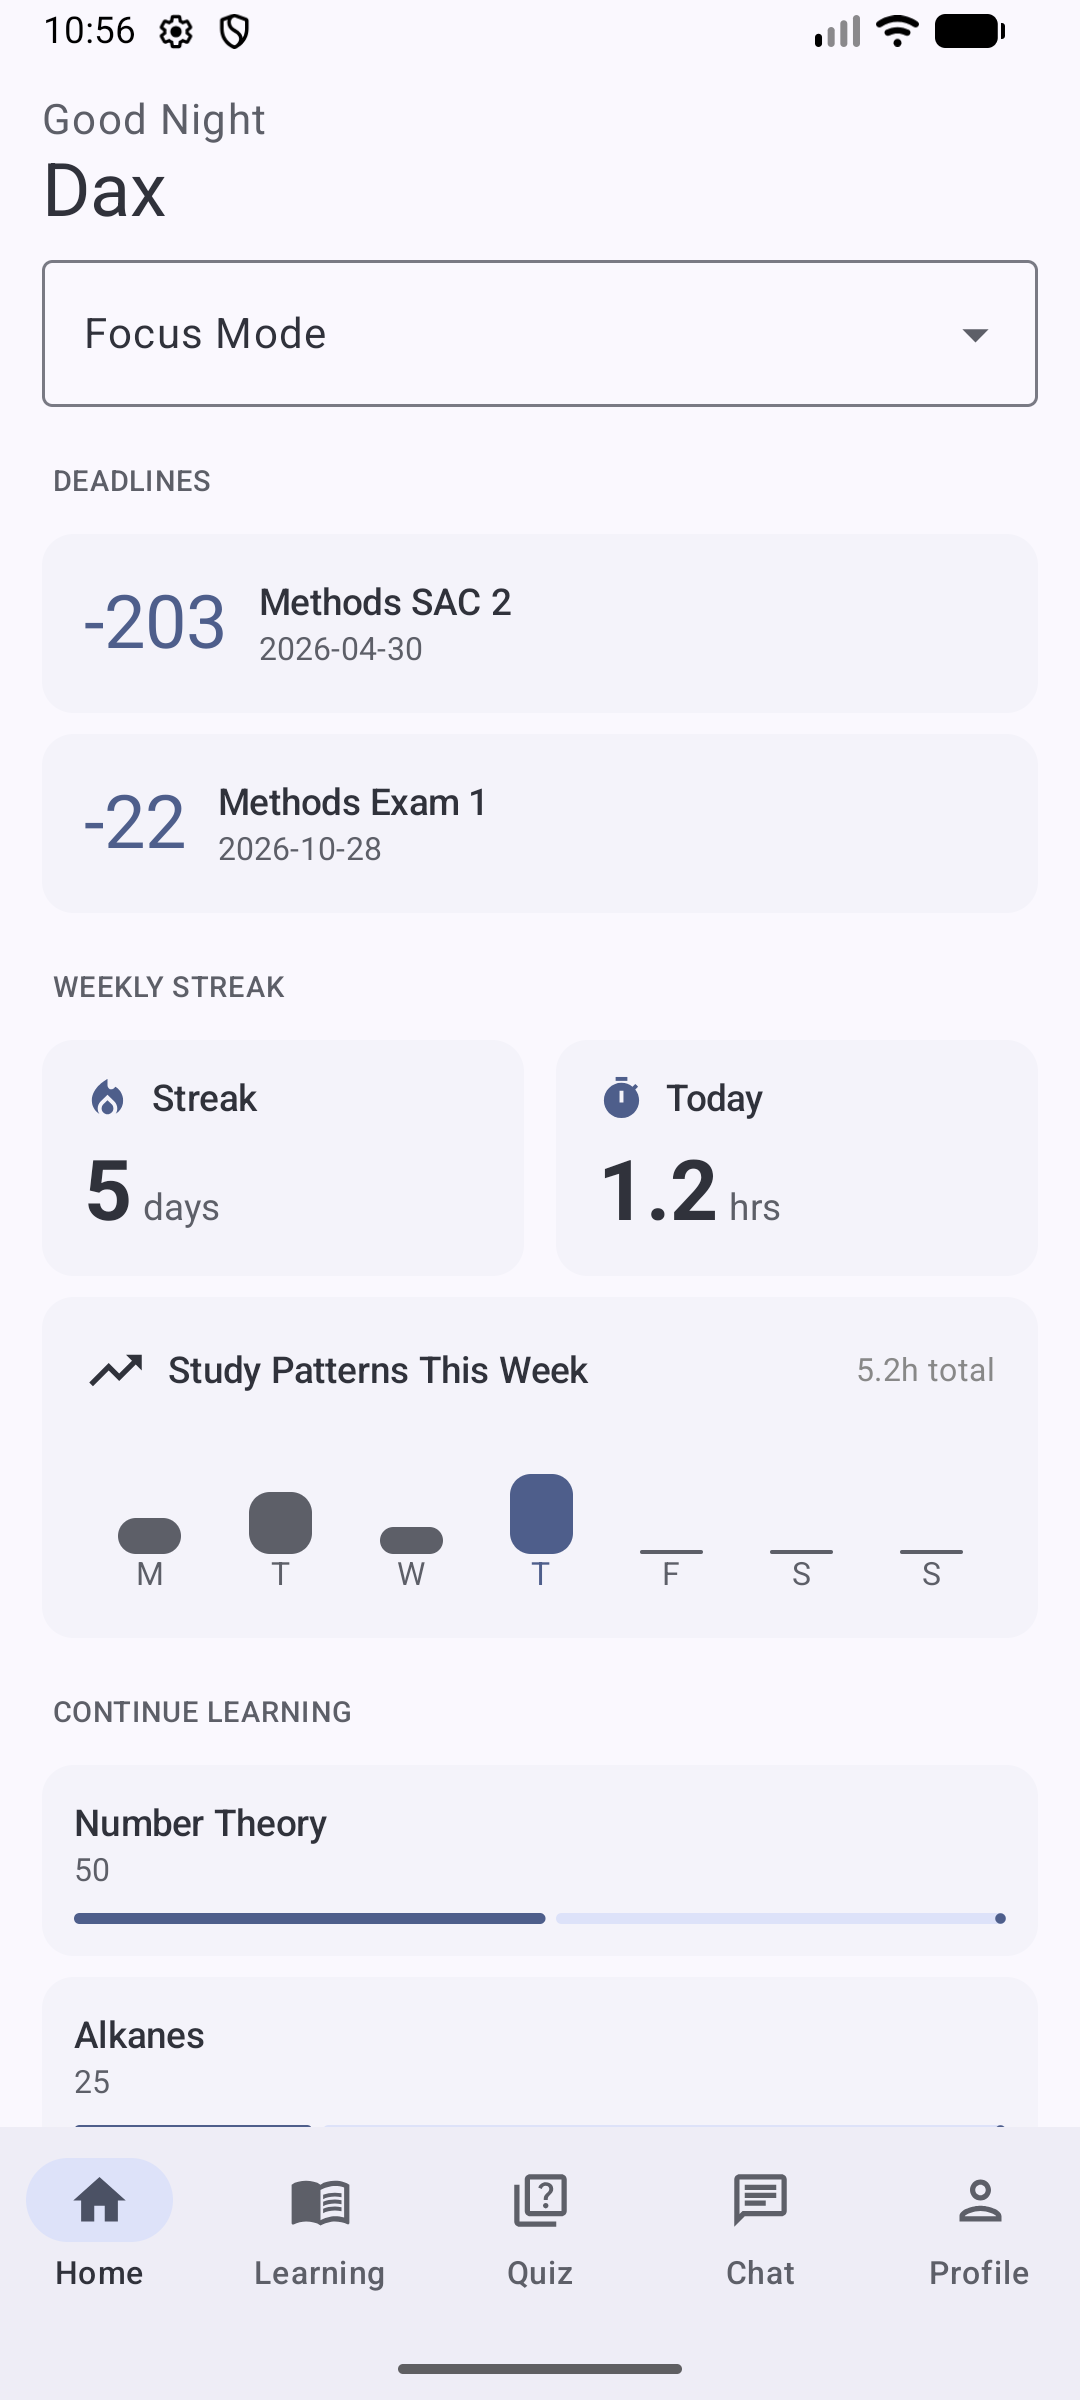 10:56
Good Night
Dax
Focus Mode
DEADLINES
-203
Methods SAC 2
2026-04-30
-22
Methods Exam 1
2026-10-28
WEEKLY STREAK
Streak
5 days
Today
1.2 hrs
Study Patterns This Week
5.2h total
M T W T F S S
CONTINUE LEARNING
Number Theory
50
Alkanes
25
Home
Learning
Quiz
Chat
Profile